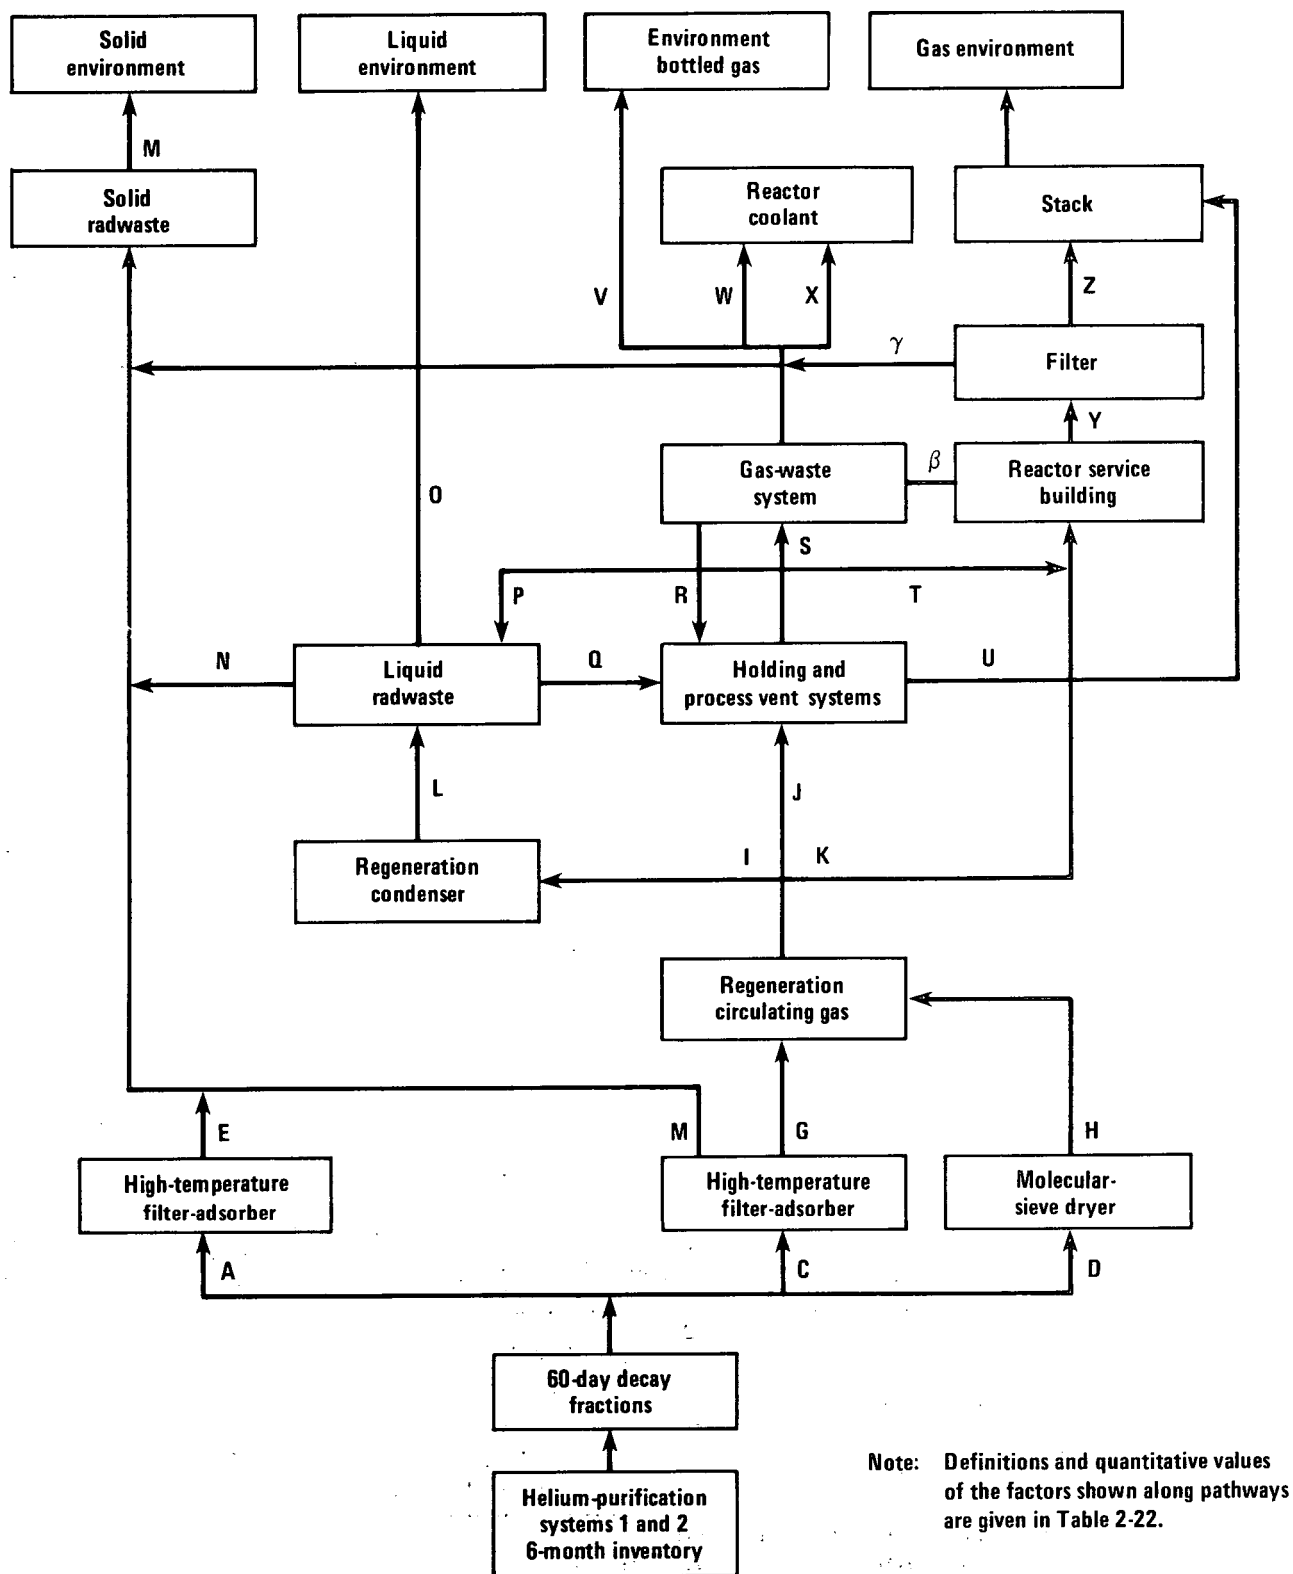 Solid
environment
Liquid
environment
Environment
bottled gas
Gas environment
M
Solid
radwaste
Reactor
coolant
Stack
V
W
X
Z
γ
Filter
Y
Gas-waste
system
β
Reactor service
building
O
S
P
R
T
N
Liquid
radwaste
Q
Holding and
process vent systems
U
L
J
Regeneration
condenser
I
K
Regeneration
circulating gas
E
M
G
H
High-temperature
filter-adsorber
High-temperature
filter-adsorber
Molecular-
sieve dryer
A
C
D
60-day decay
fractions
Helium-purification
systems 1 and 2
6-month inventory
Note: Definitions and quantitative values
of the factors shown along pathways
are given in Table 2-22.